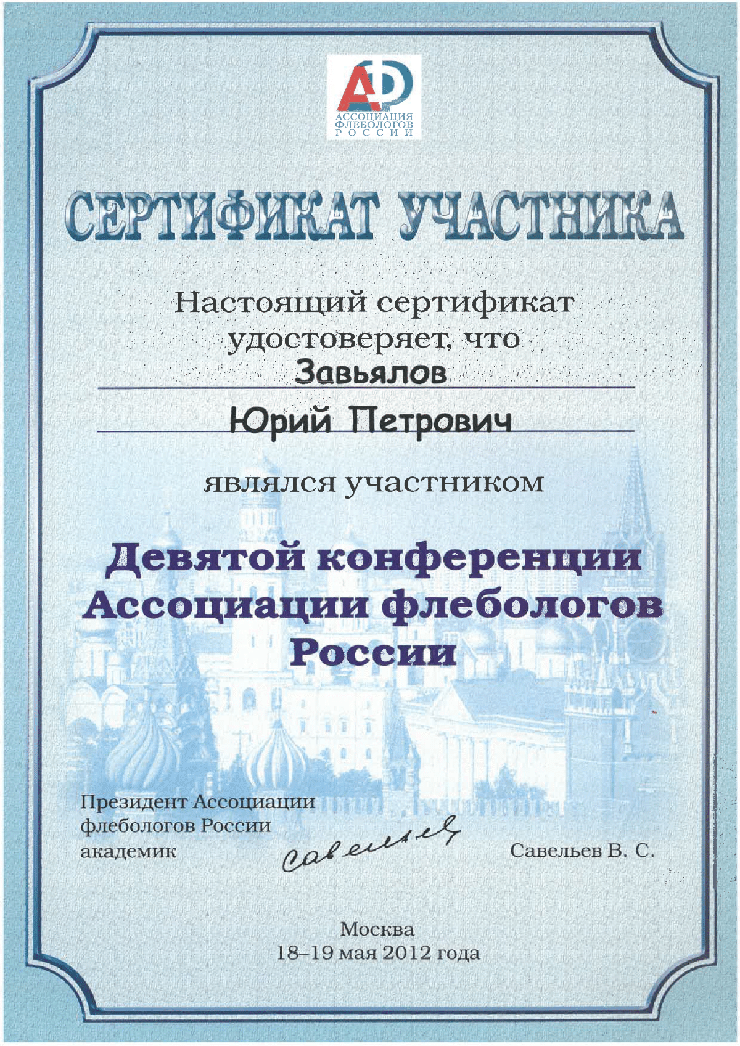 АФ
АССОЦИАЦИЯ
ФЛЕБОЛОГОВ
РОССИИ
СЕРТИФИКАТ УЧАСТНИКА
Настоящий сертификат
удостоверяет, что
Завьялов
Юрий Петрович
являлся участником
Девятой конференции
Ассоциации флебологов
России
Президент Ассоциации
флебологов России
академик савельев Савельев В. С.
Москва
18–19 мая 2012 года